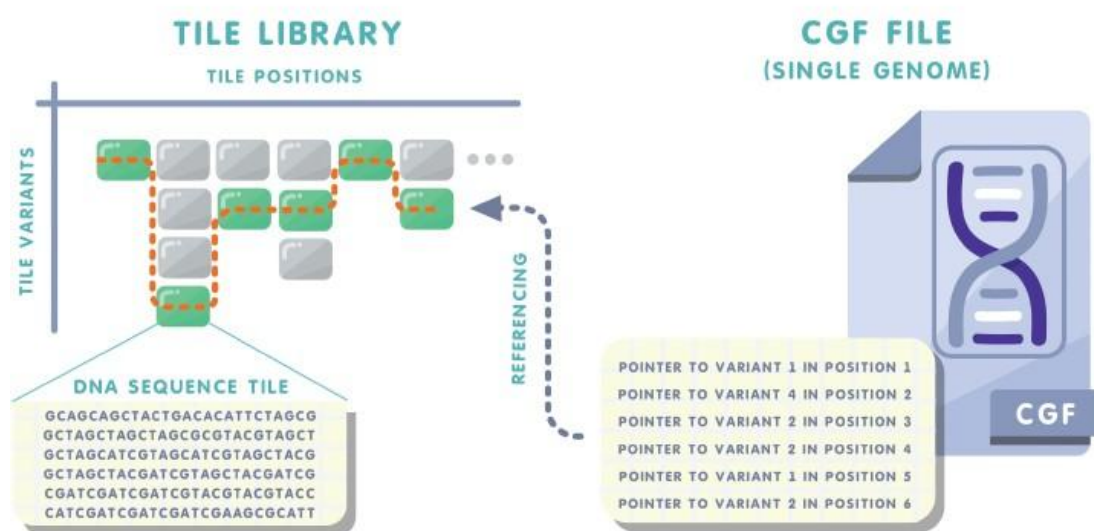 TILE LIBRARY
TILE POSITIONS
TILE VARIANTS
DNA SEQUENCE TILE
GCAGCAGCTACTGACACATTCTAGCG
GCTAGCTAGCTAGCGCGTACGTAGCT
GCTAGCATCGTAGCATCGTAGCTACG
GCTAGCTACGATCGTAGCTACGATCG
CGATCGATCGATCGTACGTACGTACC
CATCGATCGATCGATCGAAGCGCATT
REFERENCING
CGF FILE
(SINGLE GENOME)
CGF
POINTER TO VARIANT 1 IN POSITION 1
POINTER TO VARIANT 4 IN POSITION 2
POINTER TO VARIANT 2 IN POSITION 3
POINTER TO VARIANT 2 IN POSITION 4
POINTER TO VARIANT 1 IN POSITION 5
POINTER TO VARIANT 2 IN POSITION 6